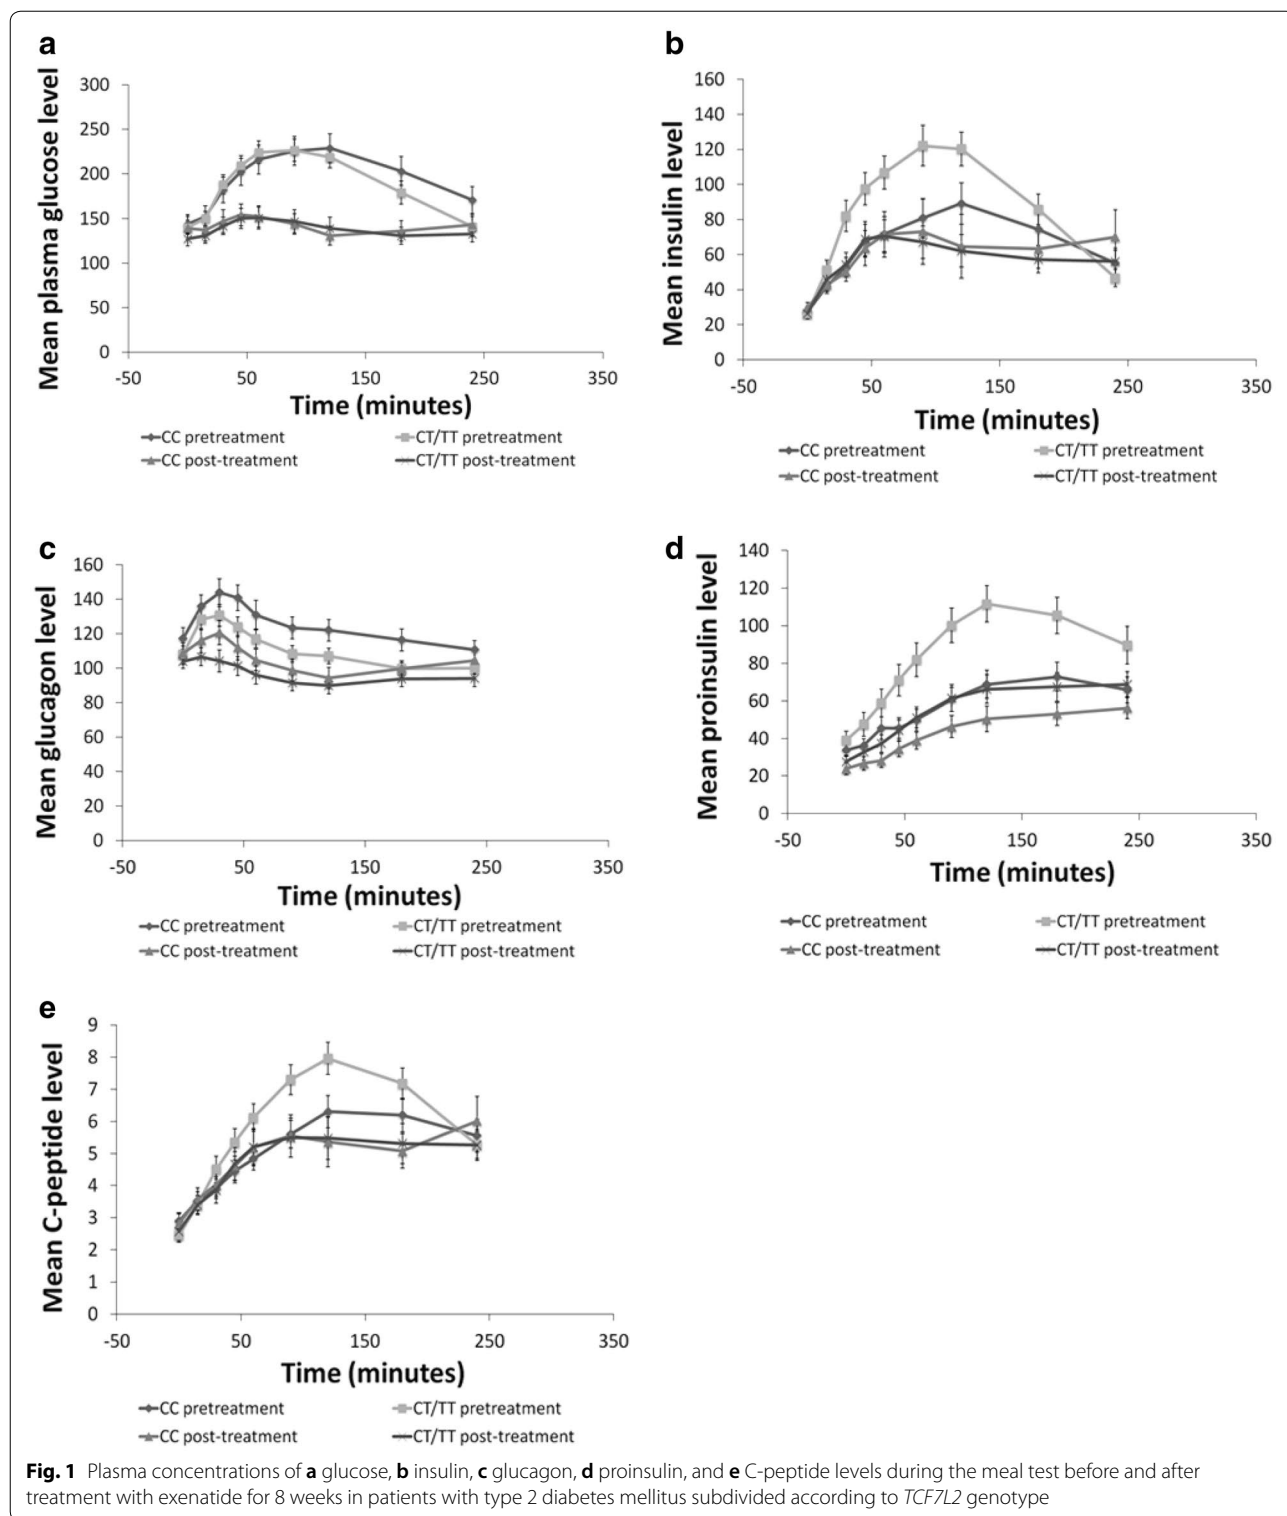 a
Mean plasma glucose level
300
250
200
150
100
50
0
-50
50
150
250
350
Time (minutes)
CC pretreatment
CT/TT pretreatment
CC post-treatment
CT/TT post-treatment
b
Mean insulin level
160
140
120
100
80
60
40
20
0
-50
50
150
250
350
Time (minutes)
CC pretreatment
CT/TT pretreatment
CC post-treatment
CT/TT post-treatment
c
Mean glucagon level
160
140
120
100
80
60
40
20
0
-50
50
150
250
350
Time (minutes)
CC pretreatment
CT/TT pretreatment
CC post-treatment
CT/TT post-treatment
d
Mean proinsulin level
140
120
100
80
60
40
20
0
-50
50
150
250
350
Time (minutes)
CC pretreatment
CT/TT pretreatment
CC post-treatment
CT/TT post-treatment
e
Mean C-peptide level
9
8
7
6
5
4
3
2
1
0
-50
50
150
250
350
Time (minutes)
CC pretreatment
CT/TT pretreatment
CC post-treatment
CT/TT post-treatment
Fig. 1 Plasma concentrations of a glucose, b insulin, c glucagon, d proinsulin, and e C-peptide levels during the meal test before and after
treatment with exenatide for 8 weeks in patients with type 2 diabetes mellitus subdivided according to TCF7L2 genotype